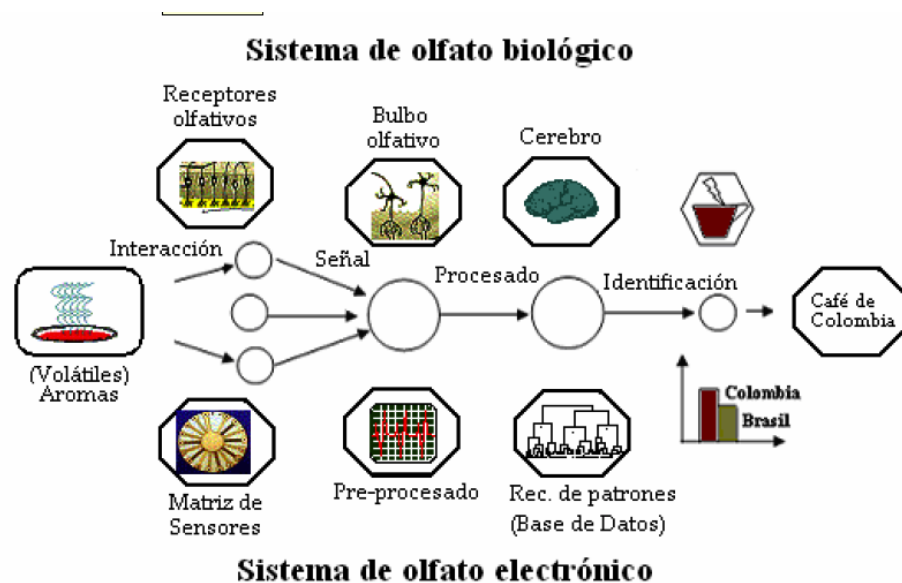 Sistema de olfato biológico
Receptores
olfativos
Bulbo
olfativo
Cerebro
Interacción
Señal
Procesado
Identificación
Café de
Colombia
(Volátiles)
Aromas
Colombia
Brasil
Matriz de
Sensores
Pre-procesado
Rec. de patrones
(Base de Datos)
Sistema de olfato electrónico